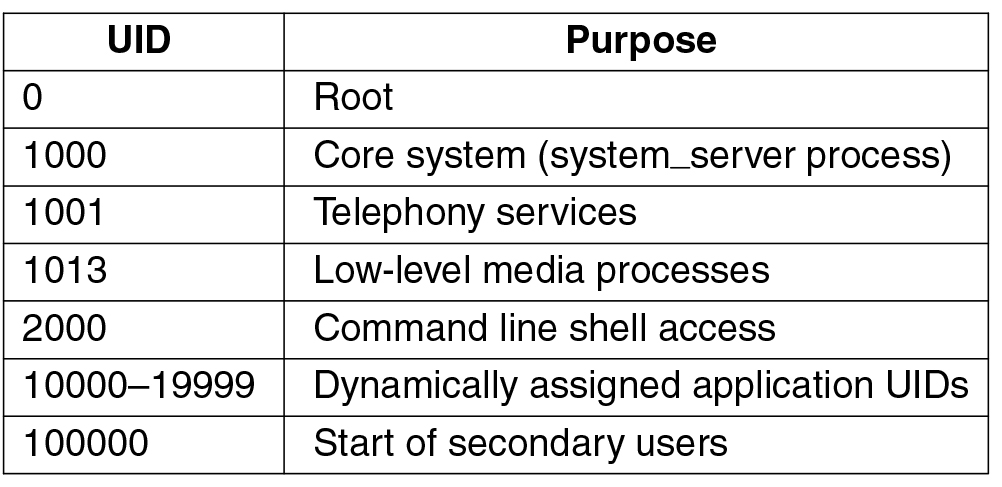 UID Purpose
0 Root
1000 Core system (system_server process)
1001 Telephony services
1013 Low-level media processes
2000 Command line shell access
10000–19999 Dynamically assigned application UIDs
100000 Start of secondary users